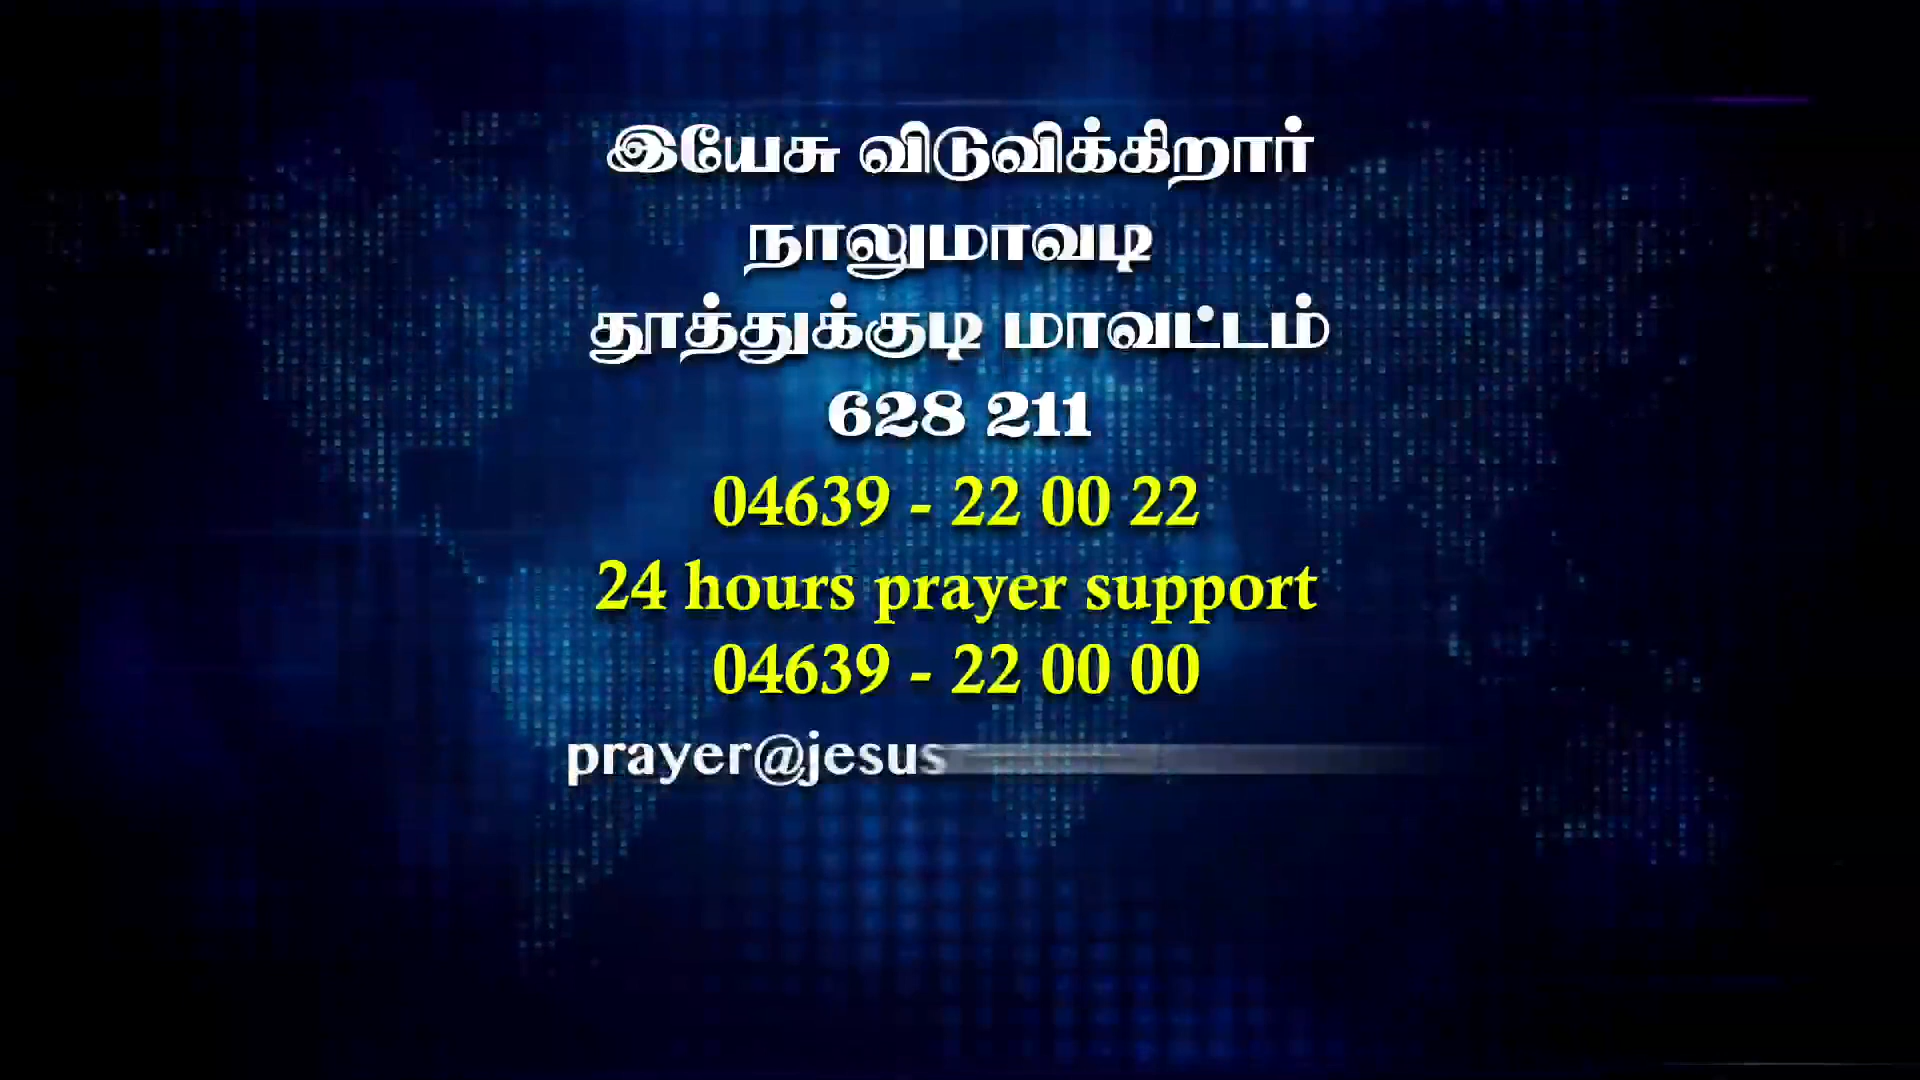 இயேசு விடுவிக்கிறார்
நாலுமாவடி
தூத்துக்குடி மாவட்டம்
628 211
04639 - 22 00 22
24 hours prayer support
04639 - 22 00 00
prayer@jesus